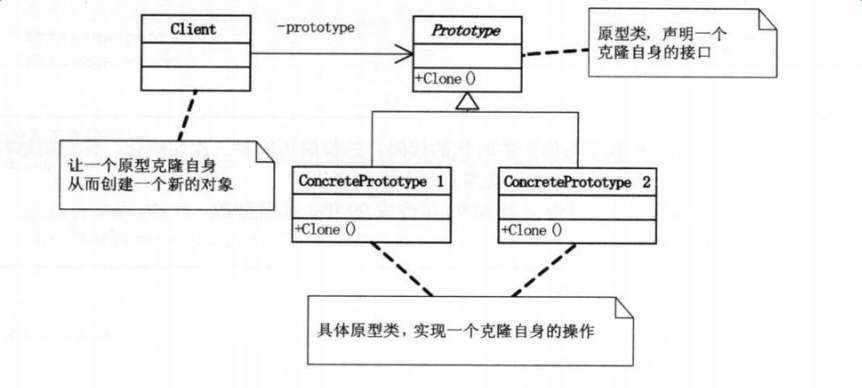 Client
-prototype
Prototype
+Clone()
原型类，声明一个
克隆自身的接口
让一个原型克隆自身
从而创建一个新的对象
ConcretePrototype 1
+Clone()
ConcretePrototype 2
+Clone()
具体原型类，实现一个克隆自身的操作